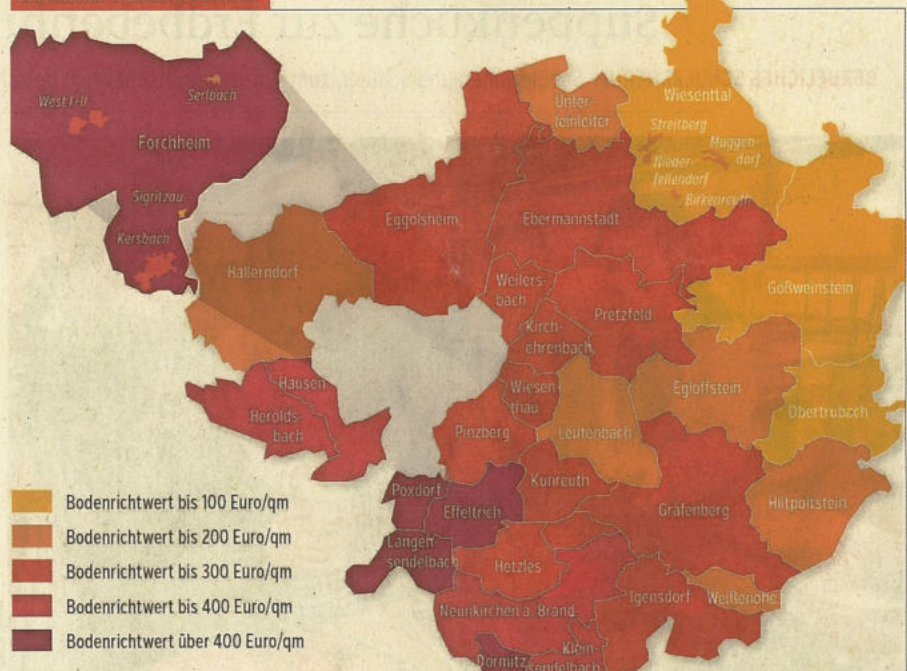 West I-II
Serlbach
Forchheim
Sigritzau
Kersbach
Unter-
leinleiter
Wiesenttal
Streitberg
Muggen-
dorf
Nieder-
fellendorf
Birkenreuth
Eggolsheim
Ebermannstadt
Hallerndorf
Weilers-
bach
Goßweinstein
Pretzfeld
Kirch-
ehrenbach
Hausen
Wiesen-
thau
Egloffstein
Herolds-
bach
Obertrubach
Pinzberg
Leutenbach
Kunreuth
Poxdorf
Effeltrich
Gräfenberg
Hiltpoltstein
Langen-
sendelbach
Hetzles
Igensdorf
Weißenohe
Neunkirchen a. Brand
Klein-
sendelbach
Dormitz
Bodenrichtwert bis 100 Euro/qm
Bodenrichtwert bis 200 Euro/qm
Bodenrichtwert bis 300 Euro/qm
Bodenrichtwert bis 400 Euro/qm
Bodenrichtwert über 400 Euro/qm